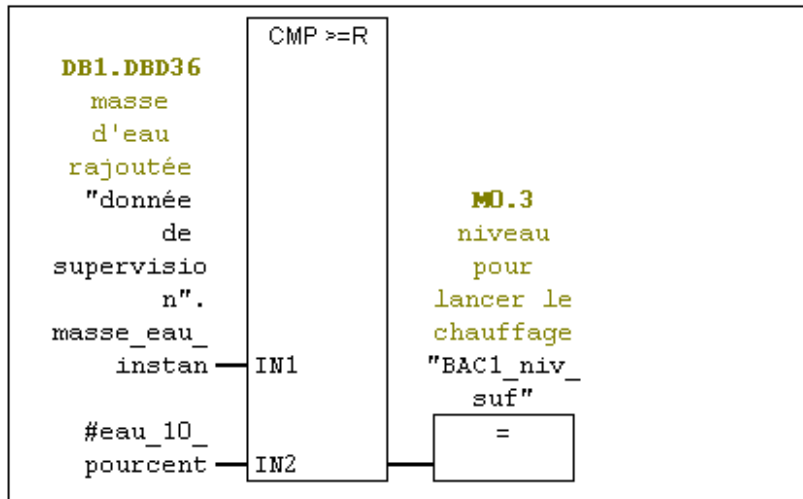 CMP >=R
DB1.DBD36
masse
d'eau
rajoutée
"donnée
de
supervisio
n".
masse_eau_
instan
IN1
M0.3
niveau
pour
lancer le
chauffage
"BAC1_niv_
suf"
=
#eau_10_
pourcent
IN2